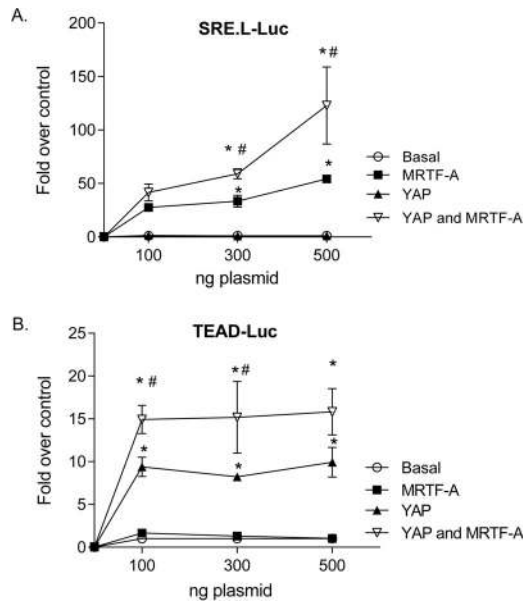 A.
SRE.L-Luc
Fold over control
200
150
100
50
0
* #
* #
*
*
100
300
500
ng plasmid
Basal
MRTF-A
YAP
YAP and MRTF-A
B.
TEAD-Luc
Fold over control
25
20
15
10
5
0
* #
*#
*
*
*
*
100
300
500
ng plasmid
Basal
MRTF-A
YAP
YAP and MRTF-A